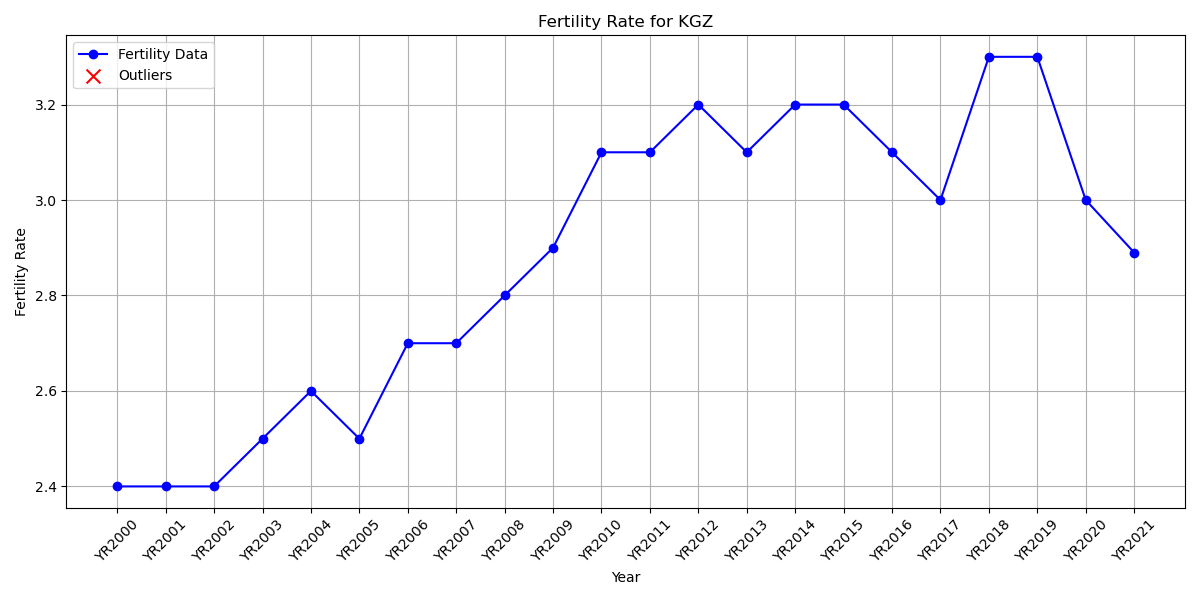 Fertility Rate for KGZ
Fertility Data
Outliers
Fertility Rate
3.2
3.0
2.8
2.6
2.4
YR2000
YR2001
YR2002
YR2003
YR2004
YR2005
YR2006
YR2007
YR2008
YR2009
YR2010
YR2011
YR2012
YR2013
YR2014
YR2015
YR2016
YR2017
YR2018
YR2019
YR2020
YR2021
Year